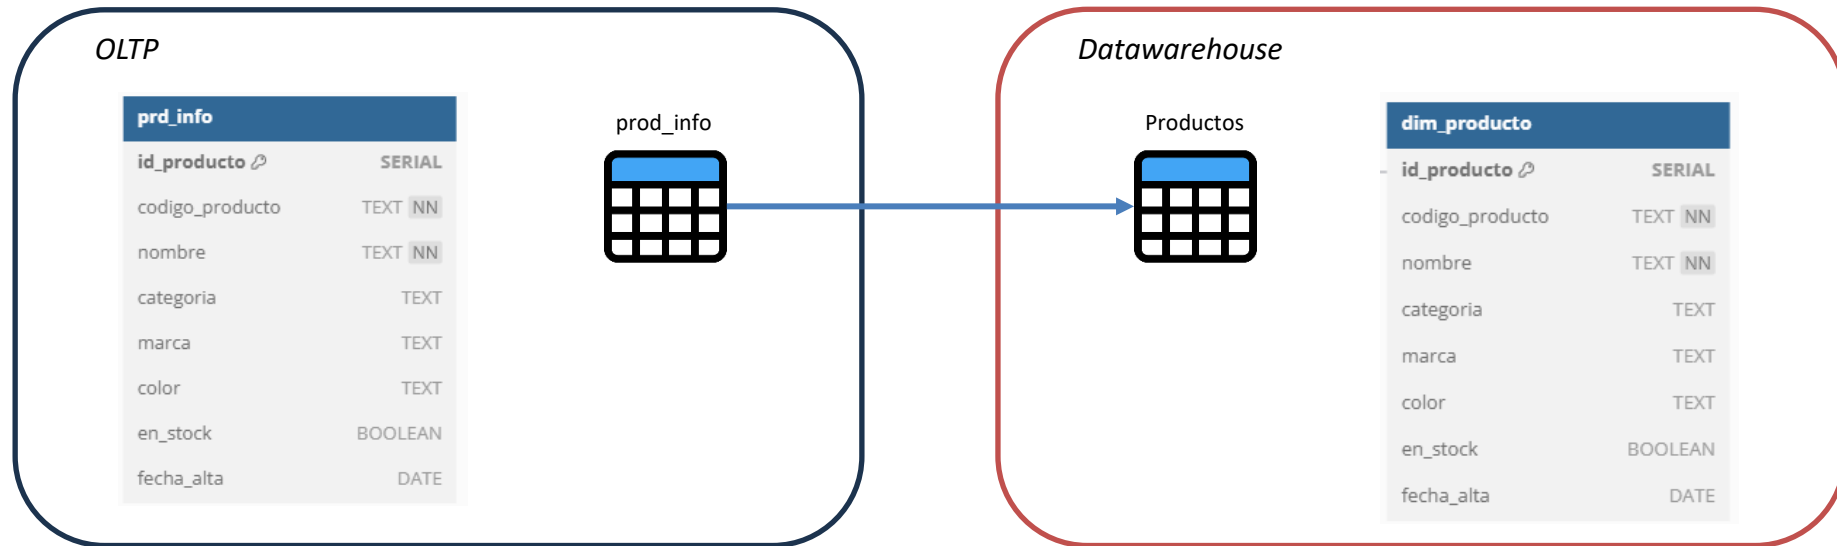 OLTP
prd_info
id_producto SERIAL
codigo_producto TEXT NN
nombre TEXT NN
categoria TEXT
marca TEXT
color TEXT
en_stock BOOLEAN
fecha_alta DATE
prod_info
Datawarehouse
Productos
dim_producto
id_producto SERIAL
codigo_producto TEXT NN
nombre TEXT NN
categoria TEXT
marca TEXT
color TEXT
en_stock BOOLEAN
fecha_alta DATE